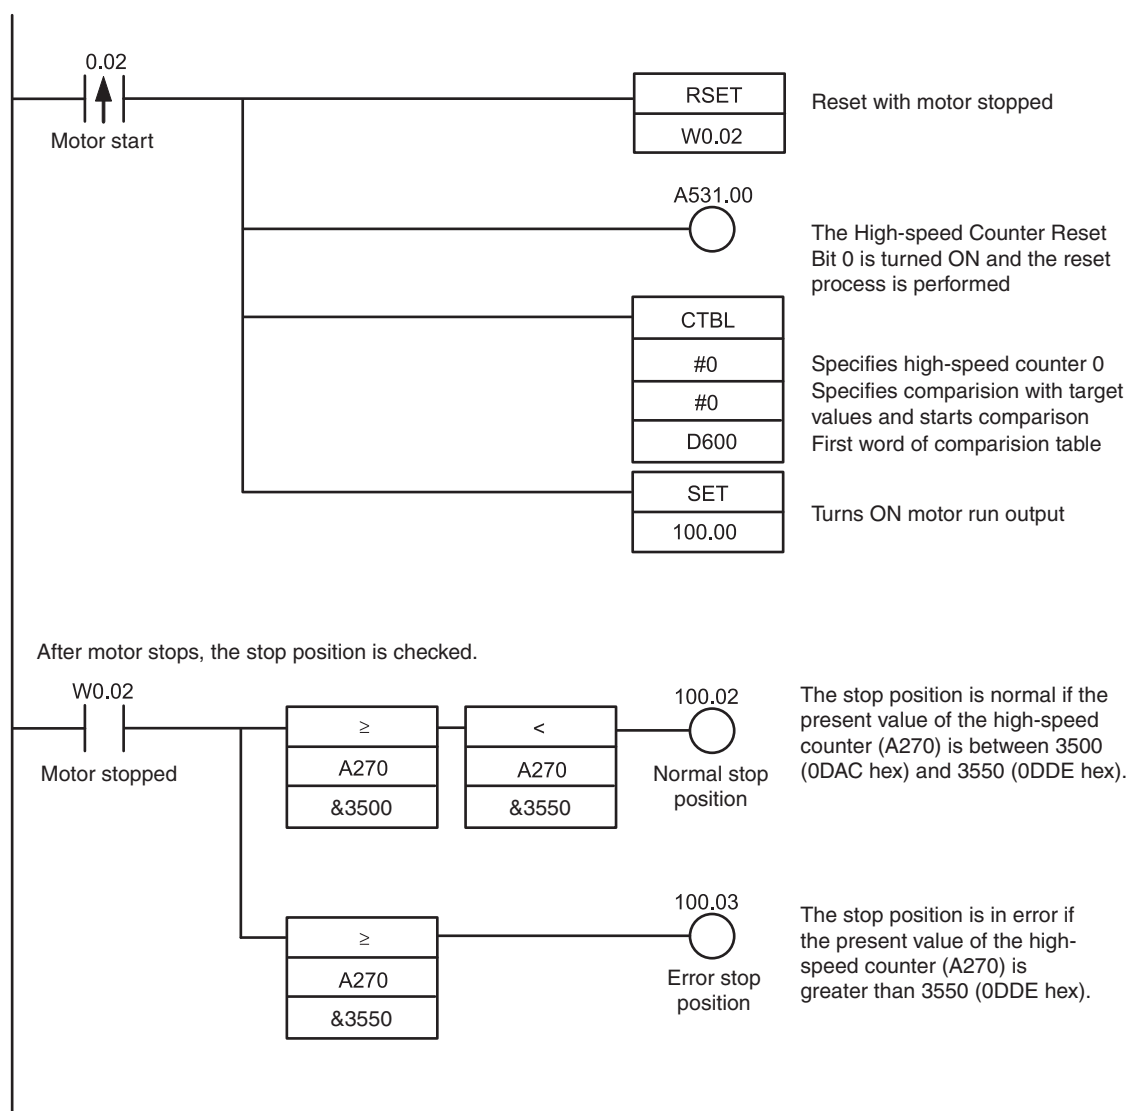 0.02
Motor start
RSET
W0.02
Reset with motor stopped
A531.00
The High-speed Counter Reset
Bit 0 is turned ON and the reset
process is performed
CTBL
#0
#0
D600
Specifies high-speed counter 0
Specifies comparision with target
values and starts comparison
First word of comparision table
SET
100.00
Turns ON motor run output
After motor stops, the stop position is checked.
W0.02
Motor stopped
≥
A270
&3500
<
A270
&3550
100.02
Normal stop
position
The stop position is normal if the
present value of the high-speed
counter (A270) is between 3500
(0DAC hex) and 3550 (0DDE hex).
≥
A270
&3550
100.03
Error stop
position
The stop position is in error if
the present value of the high-
speed counter (A270) is
greater than 3550 (0DDE hex).